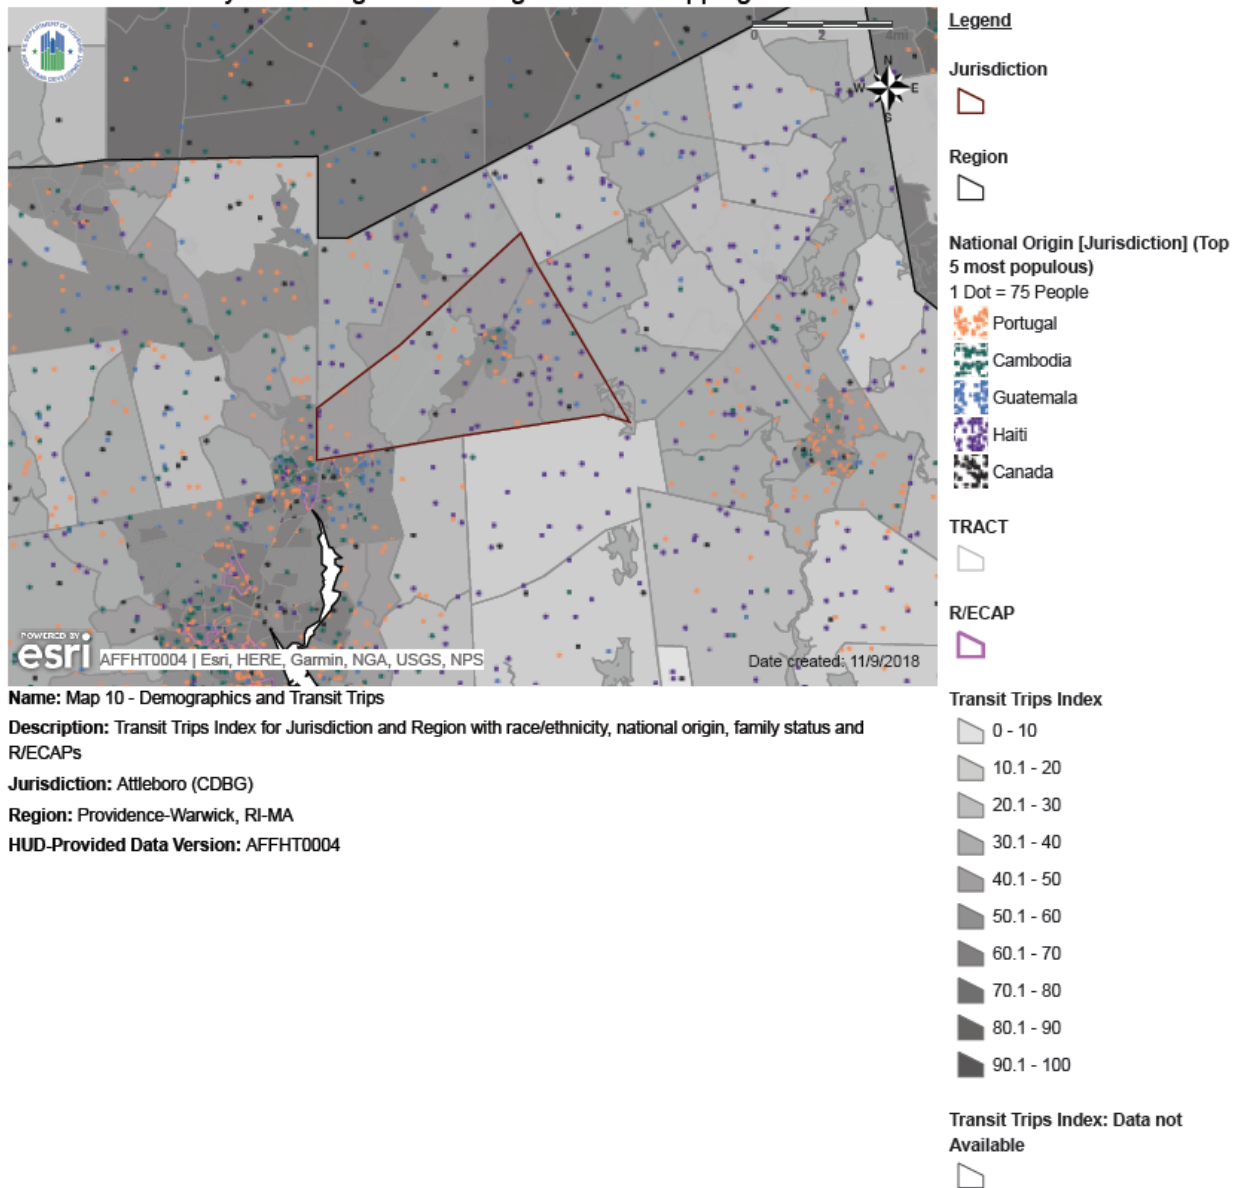 Legend
0 2 4mi
N
W E
S
Jurisdiction
Region
National Origin [Jurisdiction] (Top
5 most populous)
1 Dot = 75 People
Portugal
Cambodia
Guatemala
Haiti
Canada
TRACT
R/ECAP
POWERED BY
esri
AFFHT0004 | Esri, HERE, Garmin, NGA, USGS, NPS
Date created: 11/9/2018
Name: Map 10 - Demographics and Transit Trips
Description: Transit Trips Index for Jurisdiction and Region with race/ethnicity, national origin, family status and
R/ECAPs
Jurisdiction: Attleboro (CDBG)
Region: Providence-Warwick, RI-MA
HUD-Provided Data Version: AFFHT0004
Transit Trips Index
0 - 10
10.1 - 20
20.1 - 30
30.1 - 40
40.1 - 50
50.1 - 60
60.1 - 70
70.1 - 80
80.1 - 90
90.1 - 100
Transit Trips Index: Data not
Available